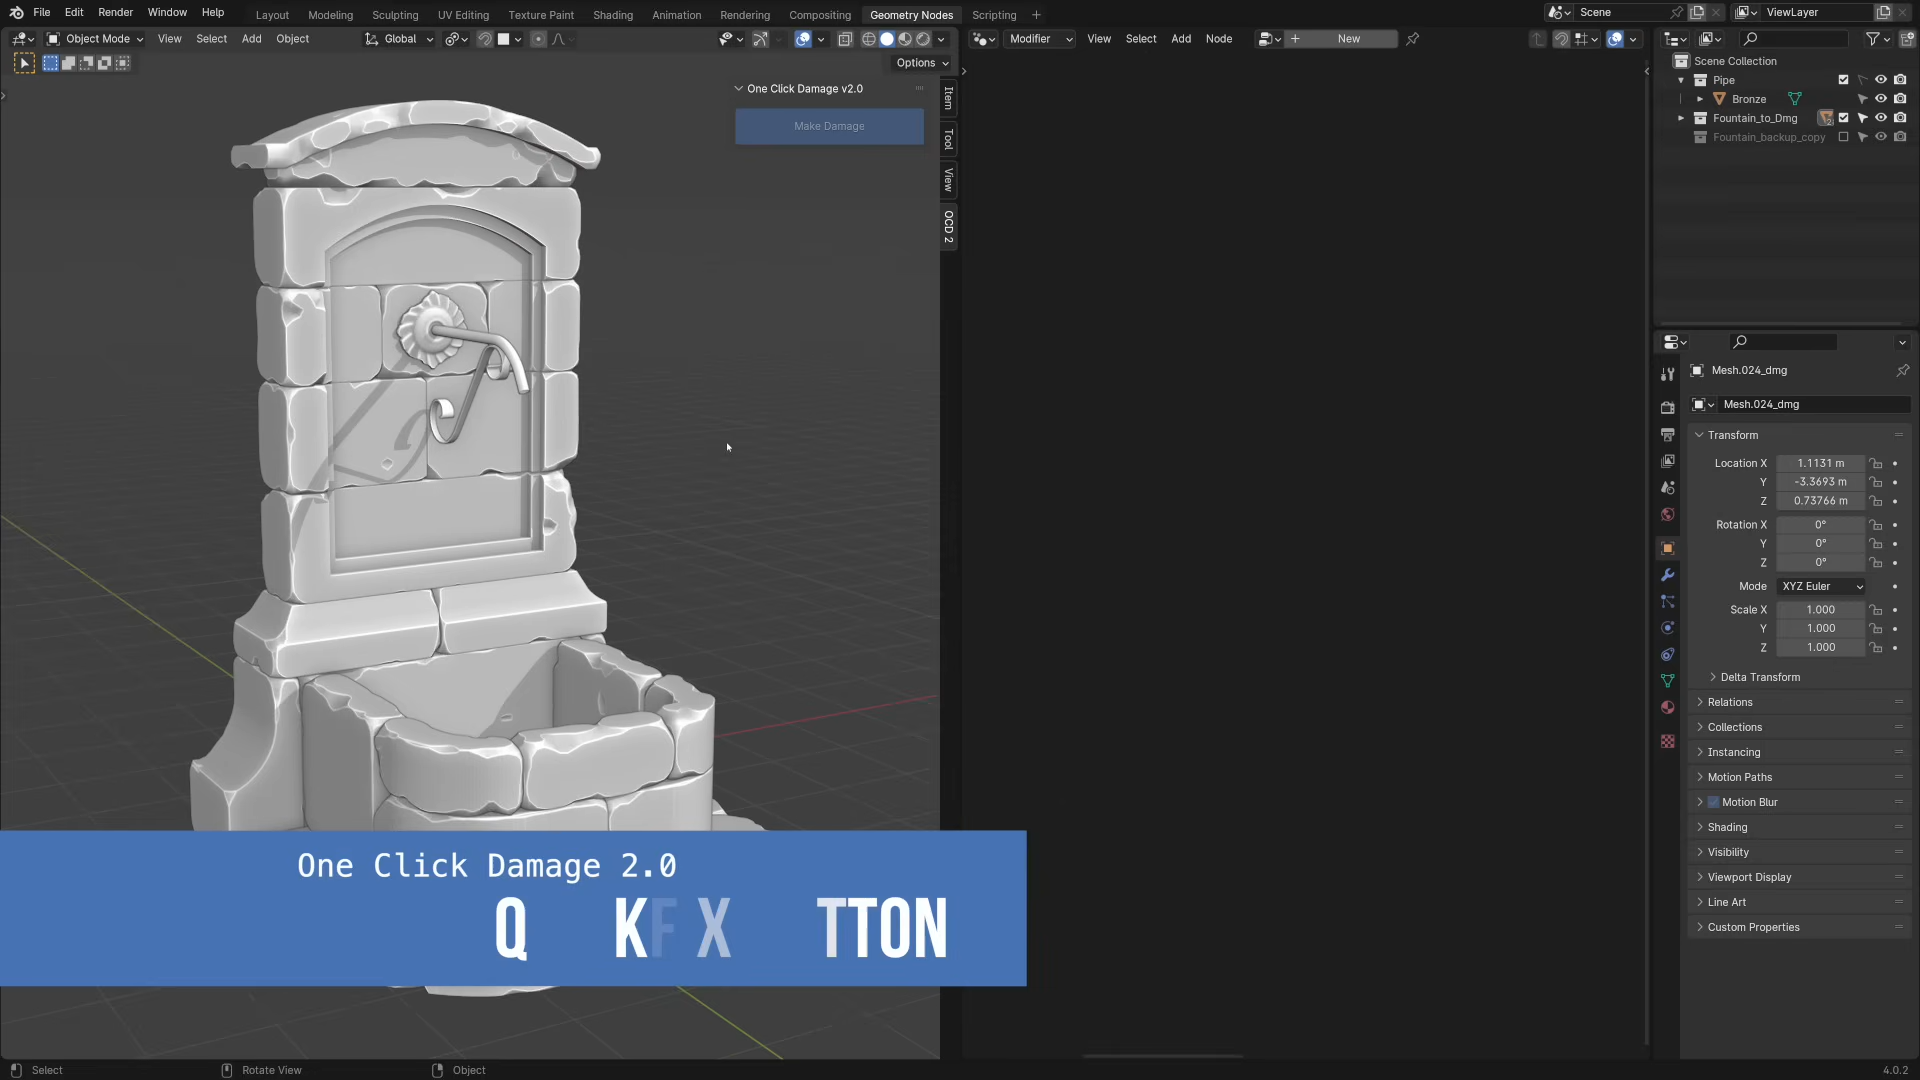 File Edit Render Window Help Layout Modeling Sculpting UV Editing Texture Paint Shading Animation Rendering Compositing Geometry Nodes Scripting + Scene ViewLayer
Object Mode View Select Add Object Global Modifier View Select Add Node + New
Options
Scene Collection
Pipe
Bronze
Fountain_to_Dmg
Fountain_backup_copy
One Click Damage v2.0
Make Damage
Item
Tool
View
OCD 2
Mesh.024_dmg
Mesh.024_dmg
Transform
Location X 1.1131 m
Y -3.3693 m
Z 0.73766 m
Rotation X 0°
Y 0°
Z 0°
Mode XYZ Euler
Scale X 1.000
Y 1.000
Z 1.000
Delta Transform
Relations
Collections
Instancing
Motion Paths
Motion Blur
Shading
Visibility
Viewport Display
Line Art
Custom Properties
One Click Damage 2.0
Q KF X TTON
Select Rotate View Object 4.0.2